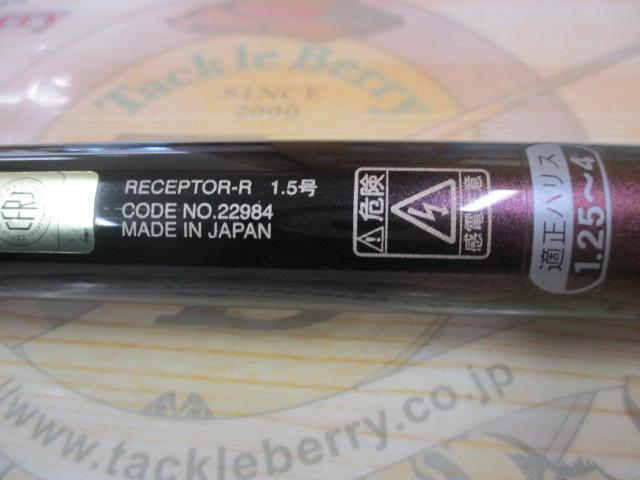 Tackle Berry
SINCE
2000
CFRJ
RECEPTOR-R 1.5号
CODE NO.22984
MADE IN JAPAN
危険
感電注意
適正ハリス
1.25～4
www.tackleberry.co.jp